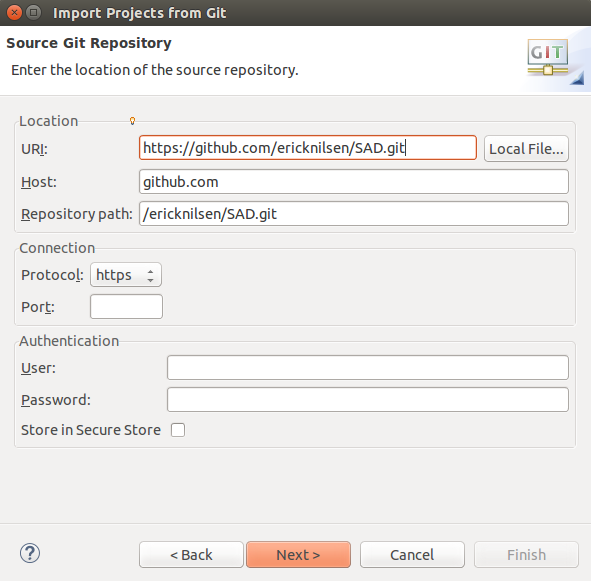 Import Projects from Git
Source Git Repository
Enter the location of the source repository.
GIT
Location
URI: https://github.com/ericknilsen/SAD.git Local File...
Host: github.com
Repository path: /ericknilsen/SAD.git
Connection
Protocol: https
Port:
Authentication
User:
Password:
Store in Secure Store
? < Back Next > Cancel Finish